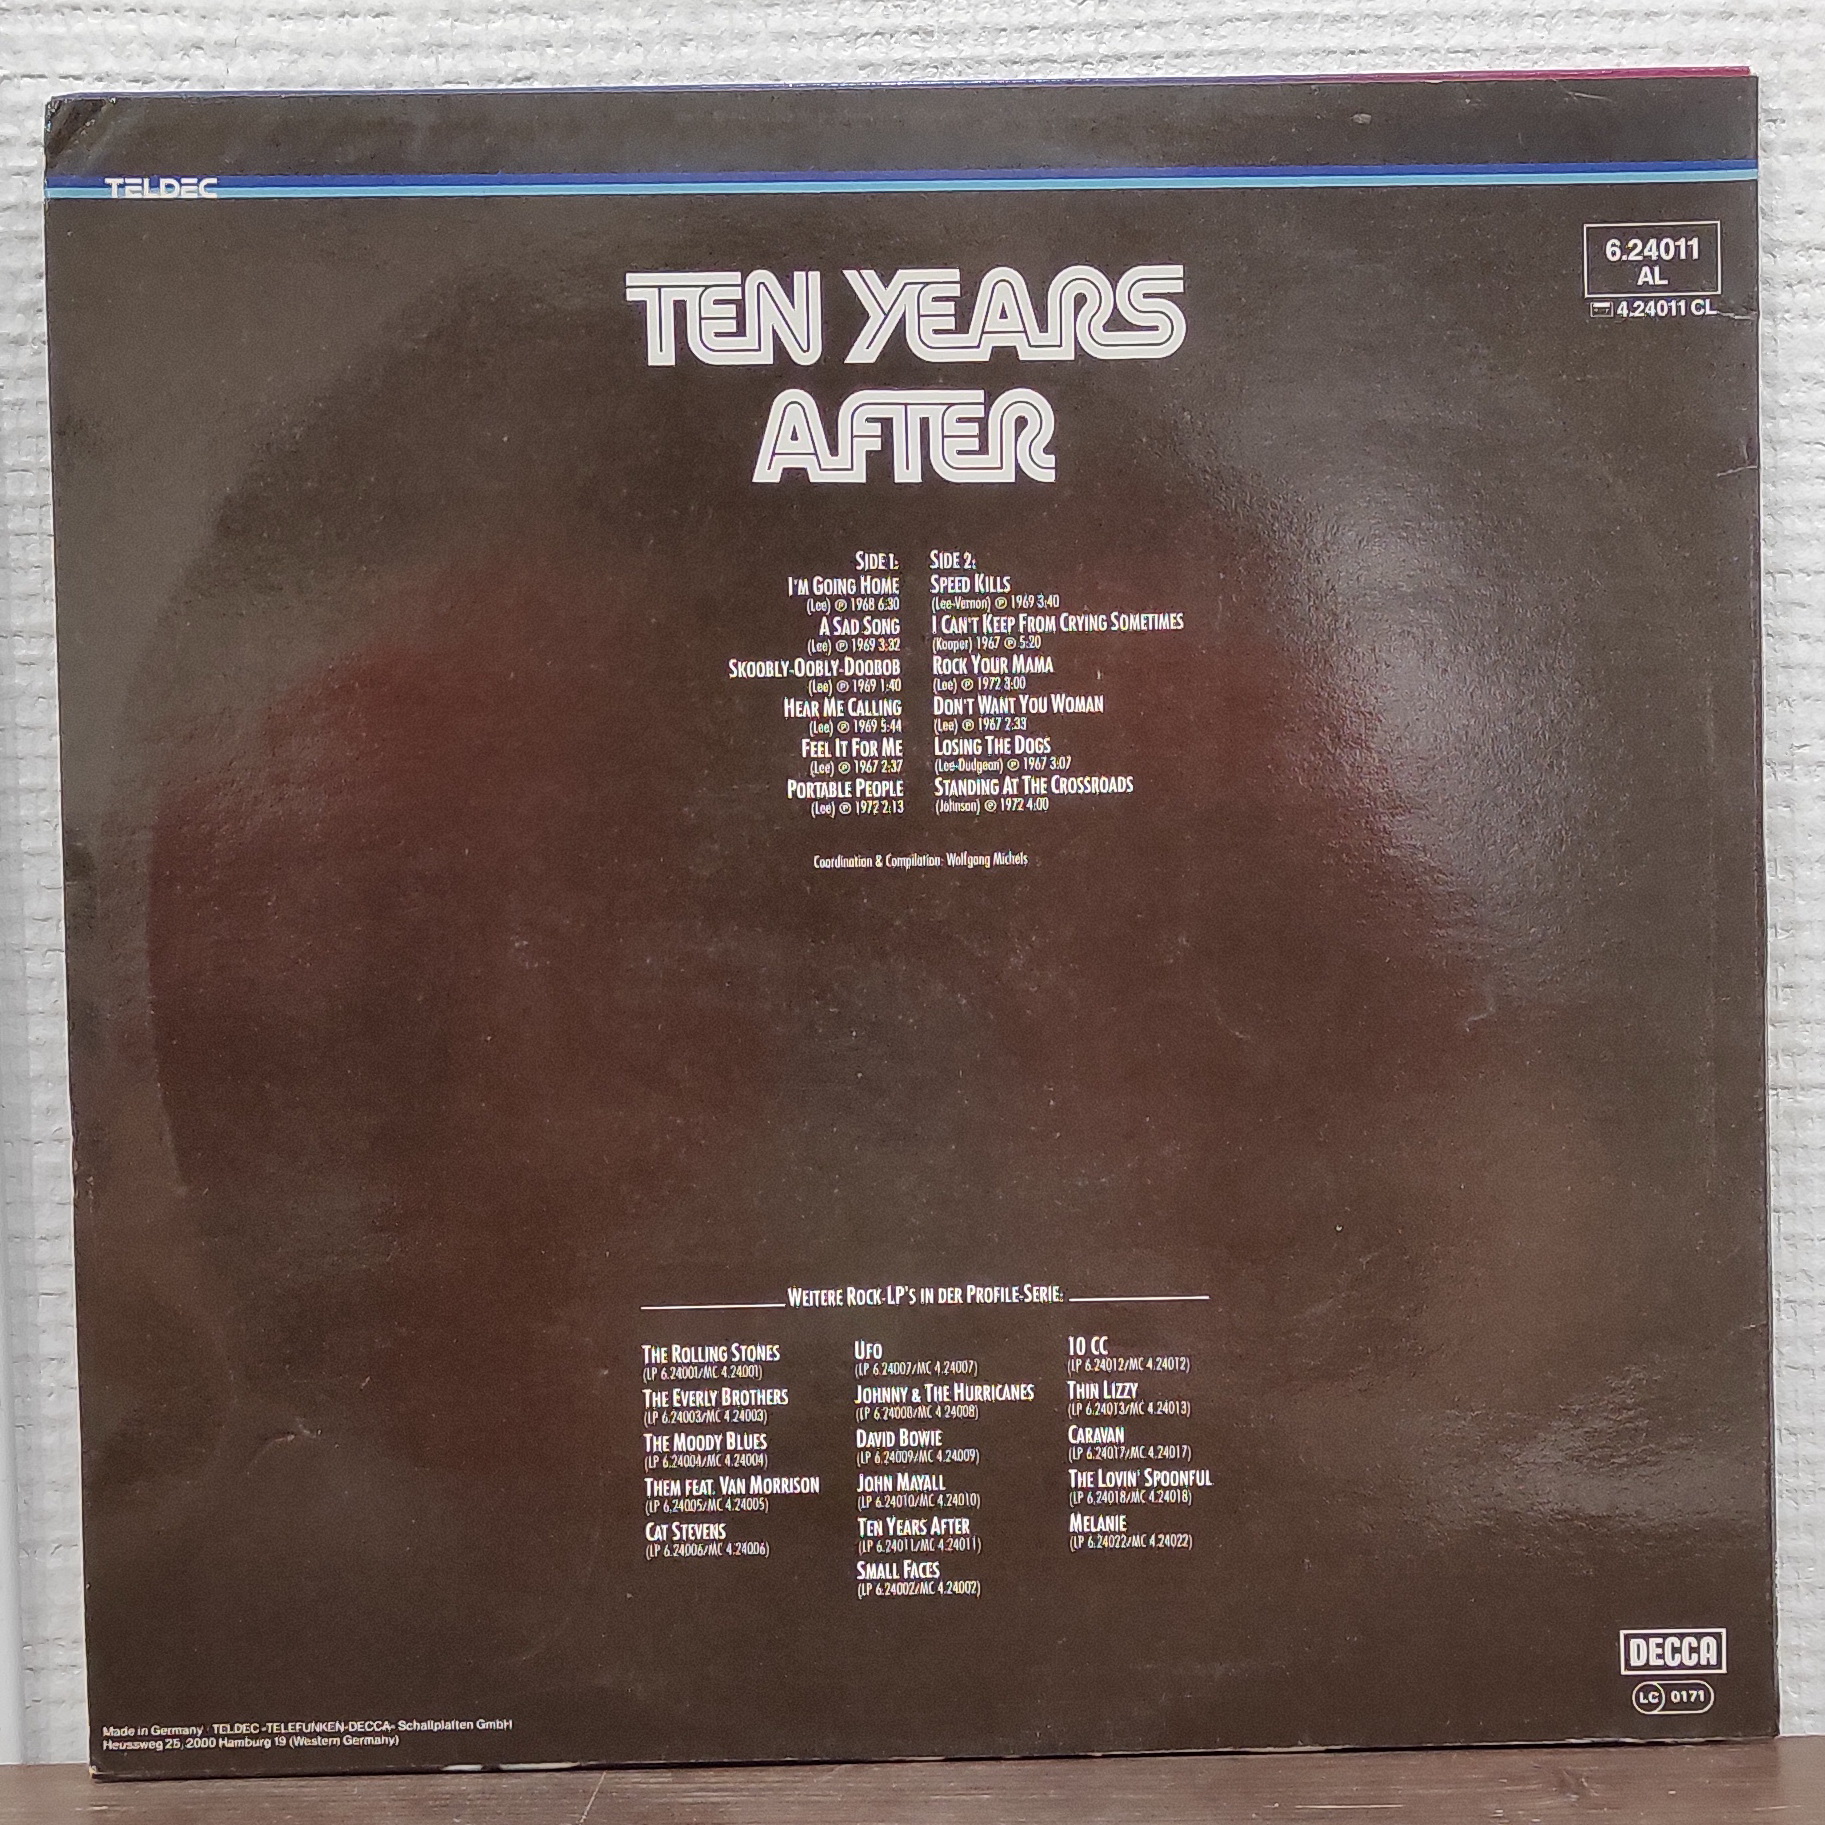 TELDEC
6.24011
AL
4.24011 CL
TEN YEARS
AFTER
SIDE 1:
I'M GOING HOME
(Lee) ℗ 1968 6:30
A SAD SONG
(Lee) ℗ 1969 3:32
SKOOBLY-OOBLY-DOOBOB
(Lee) ℗ 1969 1:40
HEAR ME CALLING
(Lee) ℗ 1969 5:44
FEEL IT FOR ME
(Lee) ℗ 1967 2:37
PORTABLE PEOPLE
(Lee) ℗ 1972 2:13
SIDE 2:
SPEED KILLS
(Lee-Vernon) ℗ 1969 3:40
I CAN'T KEEP FROM CRYING SOMETIMES
(Kooper) 1967 ℗ 5:20
ROCK YOUR MAMA
(Lee) ℗ 1972 3:00
DON'T WANT YOU WOMAN
(Lee) ℗ 1967 2:33
LOSING THE DOGS
(Lee-Dudgean) ℗ 1967 3:07
STANDING AT THE CROSSROADS
(Johnson) ℗ 1972 4:00
Coordination & Compilation: Wolfgang Michels
WEITERE ROCK-LP'S IN DER PROFILE-SERIE:
THE ROLLING STONES
(LP 6.24001/MC 4.24001)
THE EVERLY BROTHERS
(LP 6.24003/MC 4.24003)
THE MOODY BLUES
(LP 6.24004/MC 4.24004)
THEM FEAT. VAN MORRISON
(LP 6.24005/MC 4.24005)
CAT STEVENS
(LP 6.24006/MC 4.24006)
UFO
(LP 6.24007/MC 4.24007)
JOHNNY & THE HURRICANES
(LP 6.24008/MC 4.24008)
DAVID BOWIE
(LP 6.24009/MC 4.24009)
JOHN MAYALL
(LP 6.24010/MC 4.24010)
TEN YEARS AFTER
(LP 6.24011/MC 4.24011)
SMALL FACES
(LP 6.24002/MC 4.24002)
10 CC
(LP 6.24012/MC 4.24012)
THIN LIZZY
(LP 6.24013/MC 4.24013)
CARAVAN
(LP 6.24017/MC 4.24017)
THE LOVIN' SPOONFUL
(LP 6.24018/MC 4.24018)
MELANIE
(LP 6.24022/MC 4.24022)
DECCA
LC 0171
Made in Germany · TELDEC »TELEFUNKEN-DECCA« Schallplatten GmbH
Heussweg 25, 2000 Hamburg 19 (Western Germany)